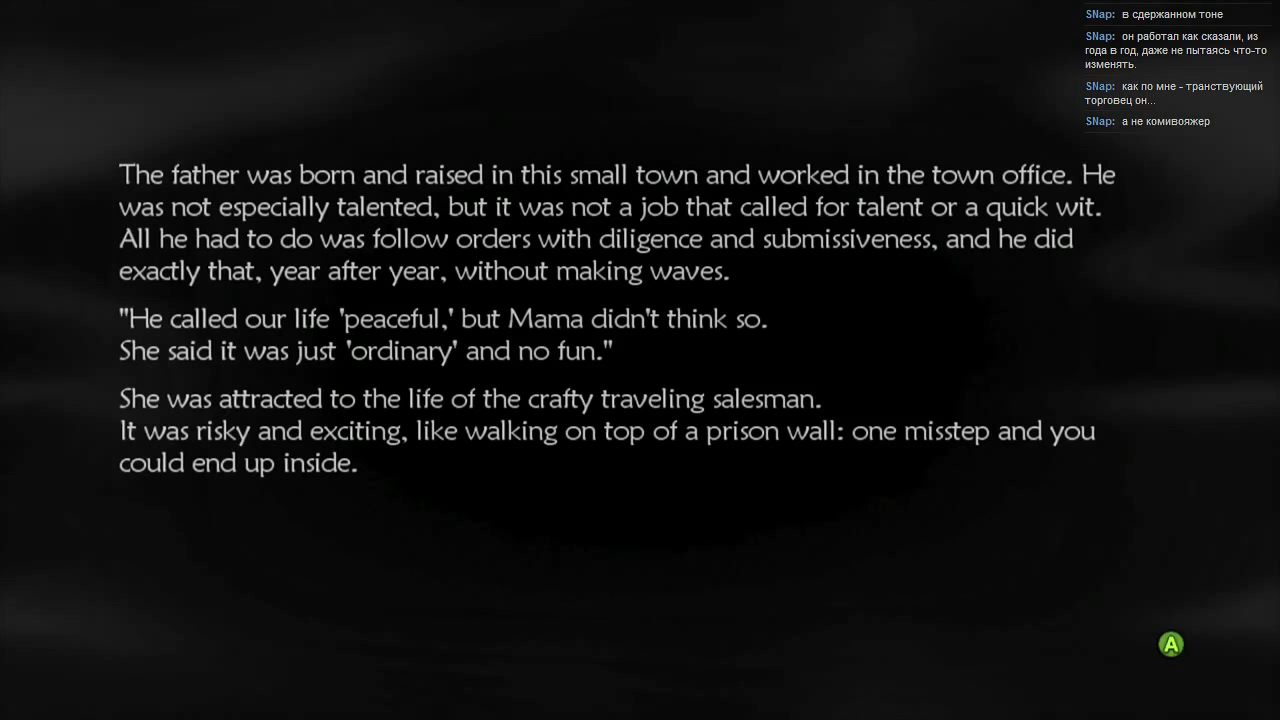 SNap: в сдержанном тоне
SNap: он работал как сказали, из
года в год, даже не пытаясь что-то
изменять.
SNap: как по мне - транствующий
торговец он...
SNap: а не комивояжер
The father was born and raised in this small town and worked in the town office. He
was not especially talented, but it was not a job that called for talent or a quick wit.
All he had to do was follow orders with diligence and submissiveness, and he did
exactly that, year after year, without making waves.
"He called our life 'peaceful,' but Mama didn't think so.
She said it was just 'ordinary' and no fun."
She was attracted to the life of the crafty traveling salesman.
It was risky and exciting, like walking on top of a prison wall: one misstep and you
could end up inside.
A